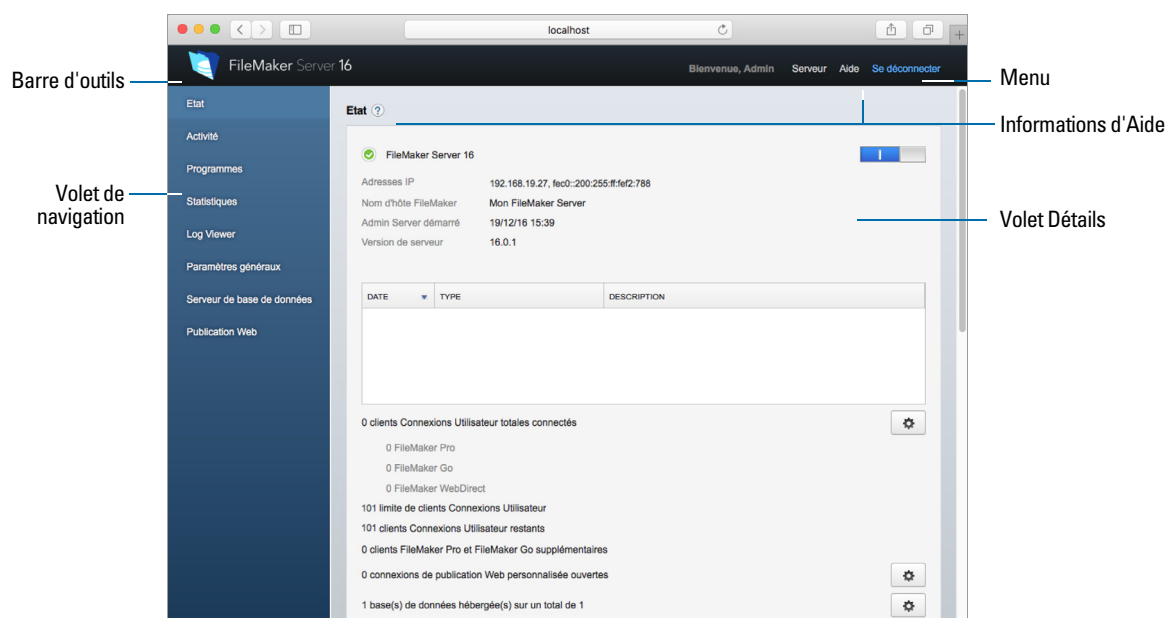 localhost
FileMaker Server 16
Bienvenue, Admin Serveur Aide Se déconnecter
Barre d'outils
Menu
Etat
Activité
Programmes
Statistiques
Log Viewer
Paramètres généraux
Serveur de base de données
Publication Web
Volet de
navigation
Etat ?
Informations d'Aide
FileMaker Server 16
Adresses IP 192.168.19.27, fec0::200:255:ff:fef2:788
Nom d'hôte FileMaker Mon FileMaker Server
Admin Server démarré 19/12/16 15:39
Version de serveur 16.0.1
Volet Détails
DATE TYPE DESCRIPTION
0 clients Connexions Utilisateur totales connectés
0 FileMaker Pro
0 FileMaker Go
0 FileMaker WebDirect
101 limite de clients Connexions Utilisateur
101 clients Connexions Utilisateur restants
0 clients FileMaker Pro et FileMaker Go supplémentaires
0 connexions de publication Web personnalisée ouvertes
1 base(s) de données hébergée(s) sur un total de 1